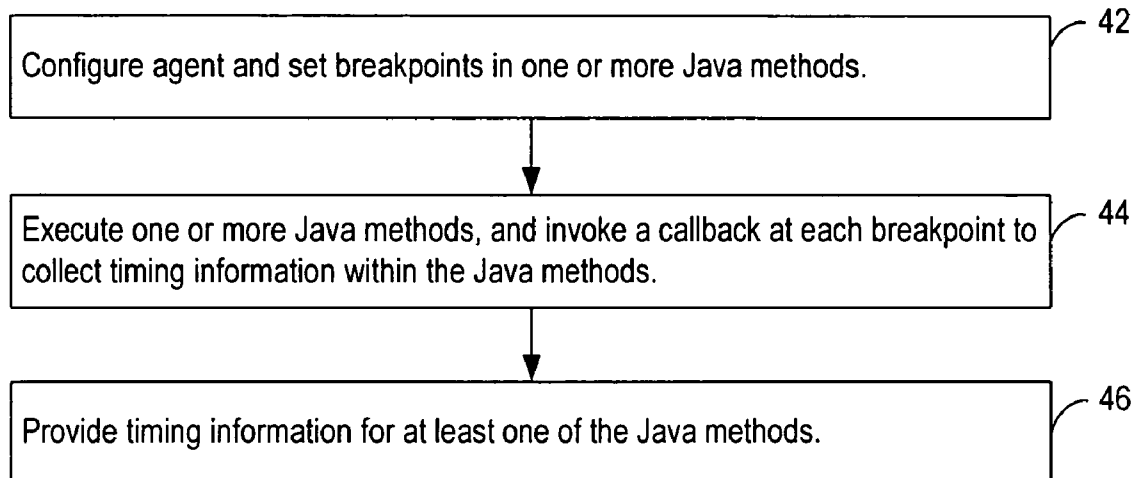 42
Configure agent and set breakpoints in one or more Java methods.
44
Execute one or more Java methods, and invoke a callback at each breakpoint to
collect timing information within the Java methods.
46
Provide timing information for at least one of the Java methods.